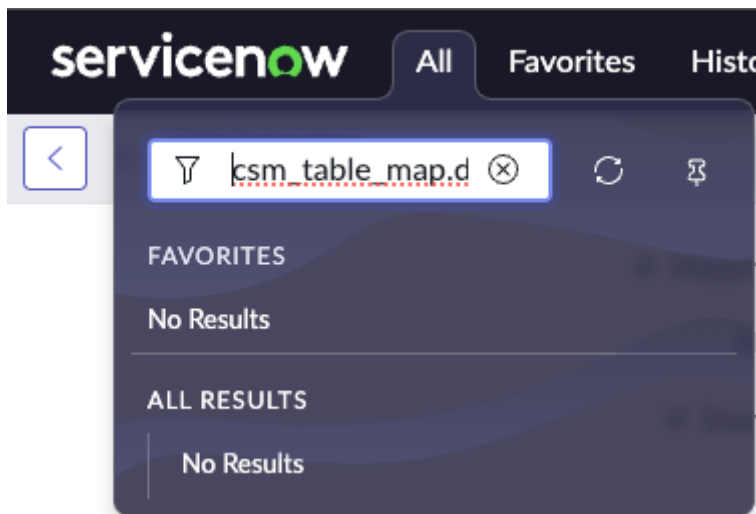 servicenow All Favorites Histo
csm_table_map.d
FAVORITES
No Results
ALL RESULTS
No Results